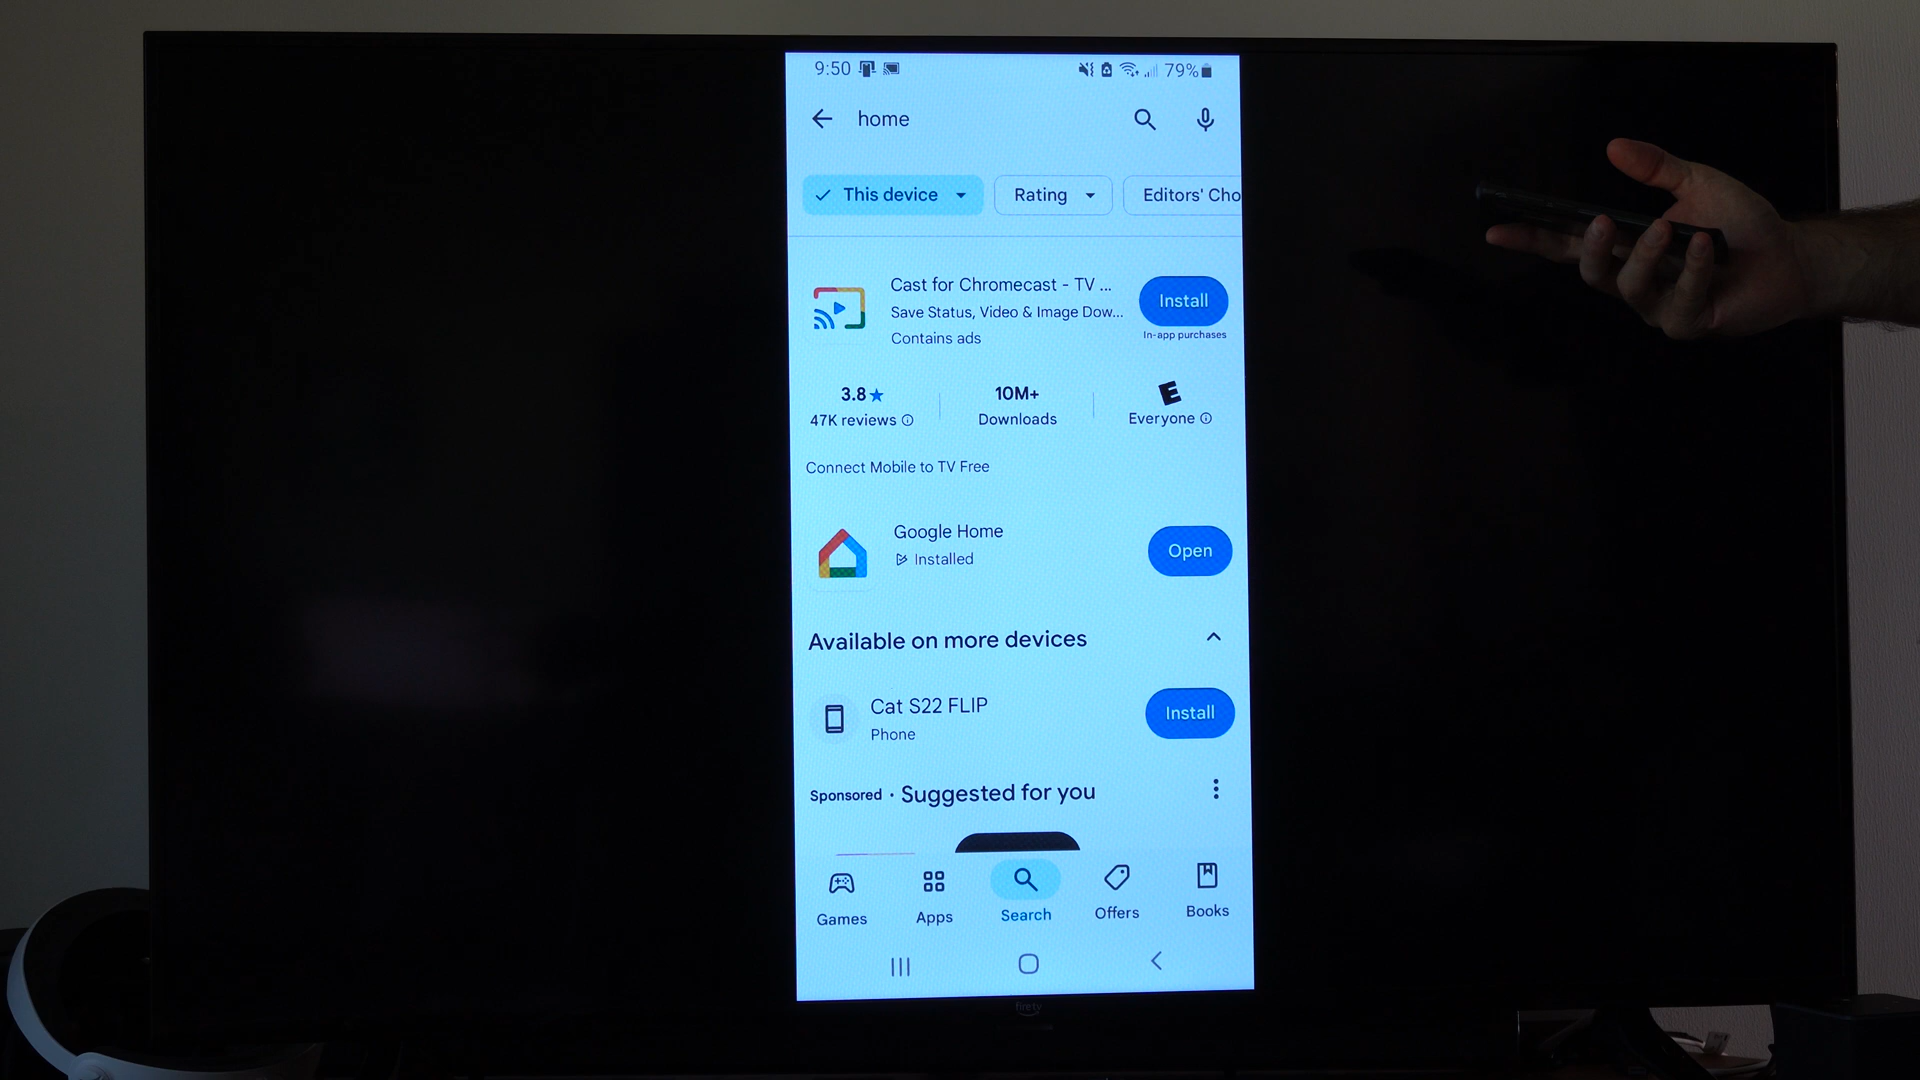 9:50 79%
home
This device Rating Editors' Cho
Cast for Chromecast - TV ...
Save Status, Video & Image Dow...
Contains ads
Install
In-app purchases
3.8★ 10M+ E
47K reviews Downloads Everyone
Connect Mobile to TV Free
Google Home
Installed
Open
Available on more devices
Cat S22 FLIP
Phone
Install
Sponsored · Suggested for you
Games Apps Search Offers Books
fire tv